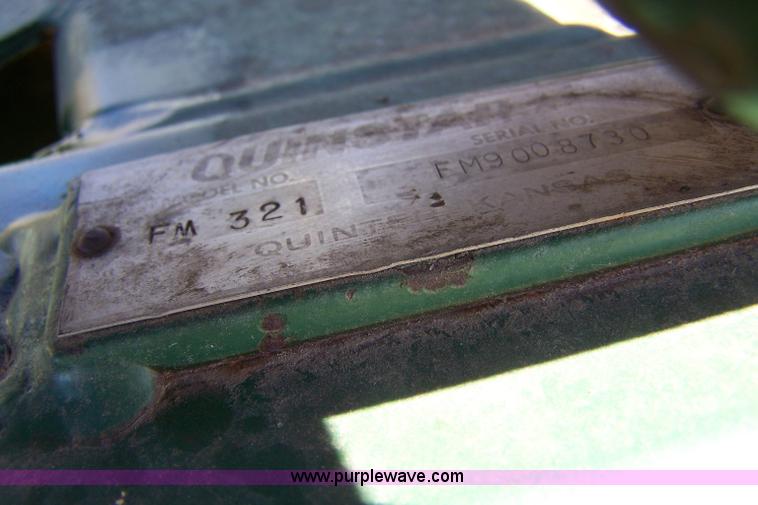 QUINSTAR
MODEL NO. SERIAL NO.
FM 321 FM9008730
QUINTER, KANSAS
www.purplewave.com